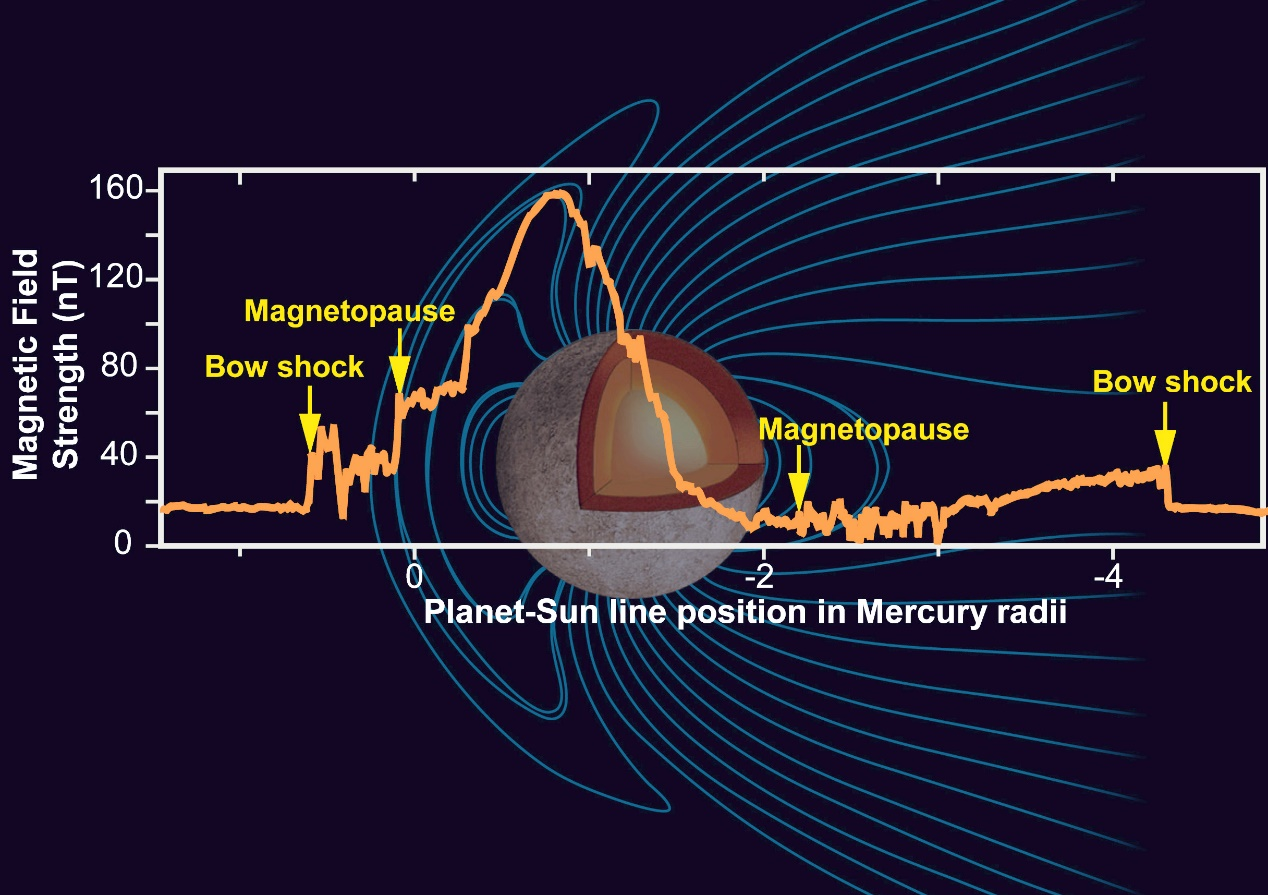 Magnetic Field
Strength (nT)
160
120
80
40
0
Magnetopause
Bow shock
Bow shock
Magnetopause
0
-2
-4
Planet-Sun line position in Mercury radii